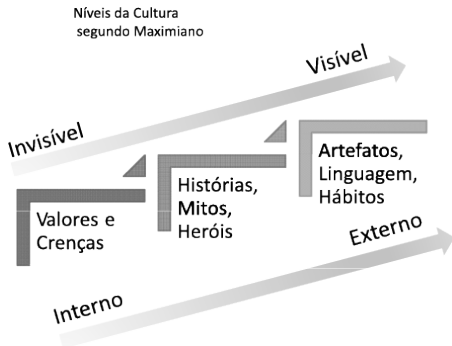 Níveis da Cultura
segundo Maximiano
Visível
Invisível
Artefatos,
Linguagem,
Hábitos
Histórias,
Mitos,
Heróis
Valores e
Crenças
Externo
Interno